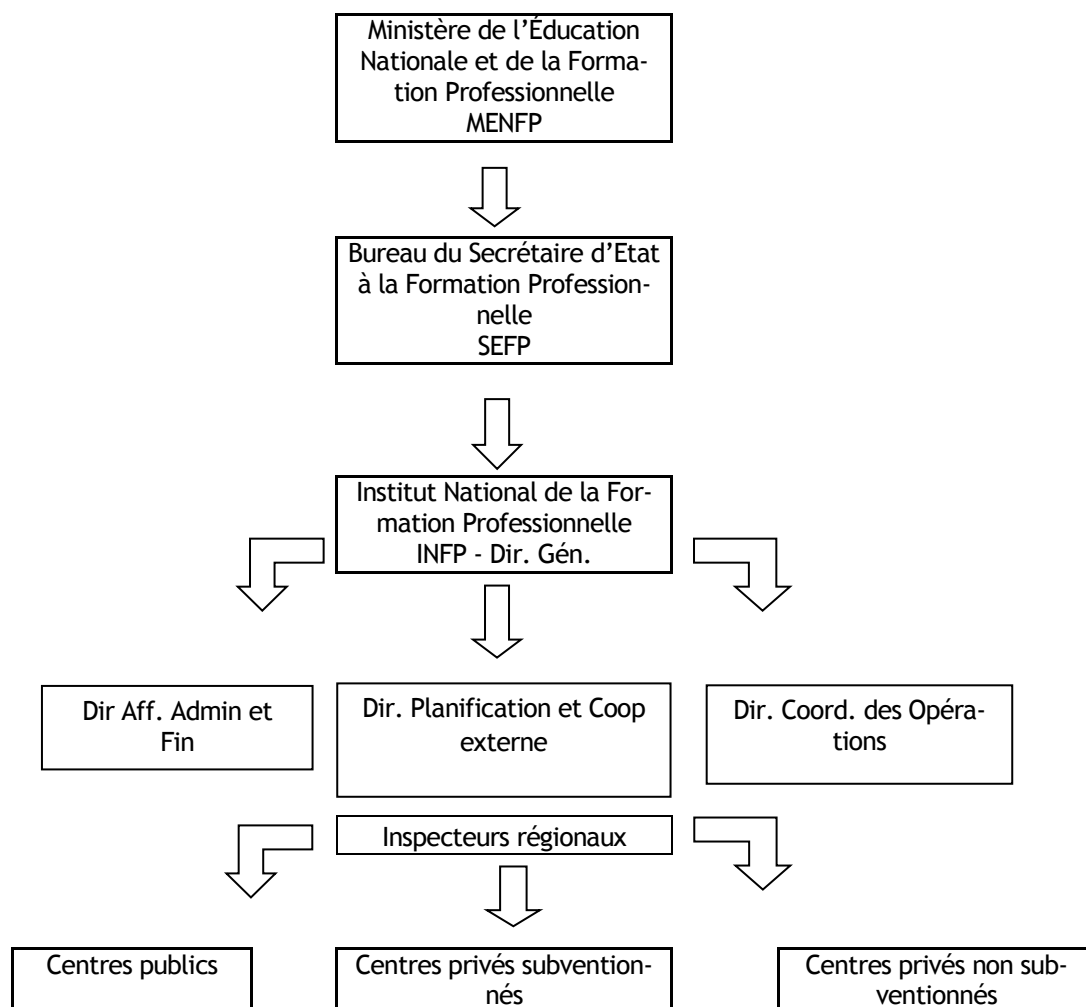 Ministère de l’Éducation
Nationale et de la Forma-
tion Professionnelle
MENFP
Bureau du Secrétaire d’Etat
à la Formation Profession-
nelle
SEFP
Institut National de la For-
mation Professionnelle
INFP - Dir. Gén.
Dir Aff. Admin et
Fin
Dir. Planification et Coop
externe
Dir. Coord. des Opéra-
tions
Inspecteurs régionaux
Centres publics
Centres privés subvention-
nés
Centres privés non sub-
ventionnés